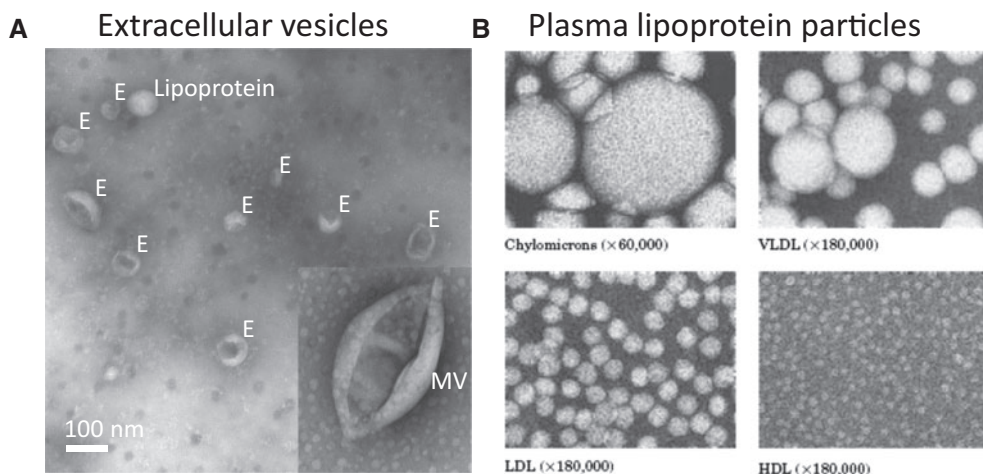 A Extracellular vesicles
E Lipoprotein
E
E
E
E
E
E
E
E
MV
100 nm
B Plasma lipoprotein particles
Chylomicrons (×60,000)
VLDL (×180,000)
LDL (×180,000)
HDL (×180,000)